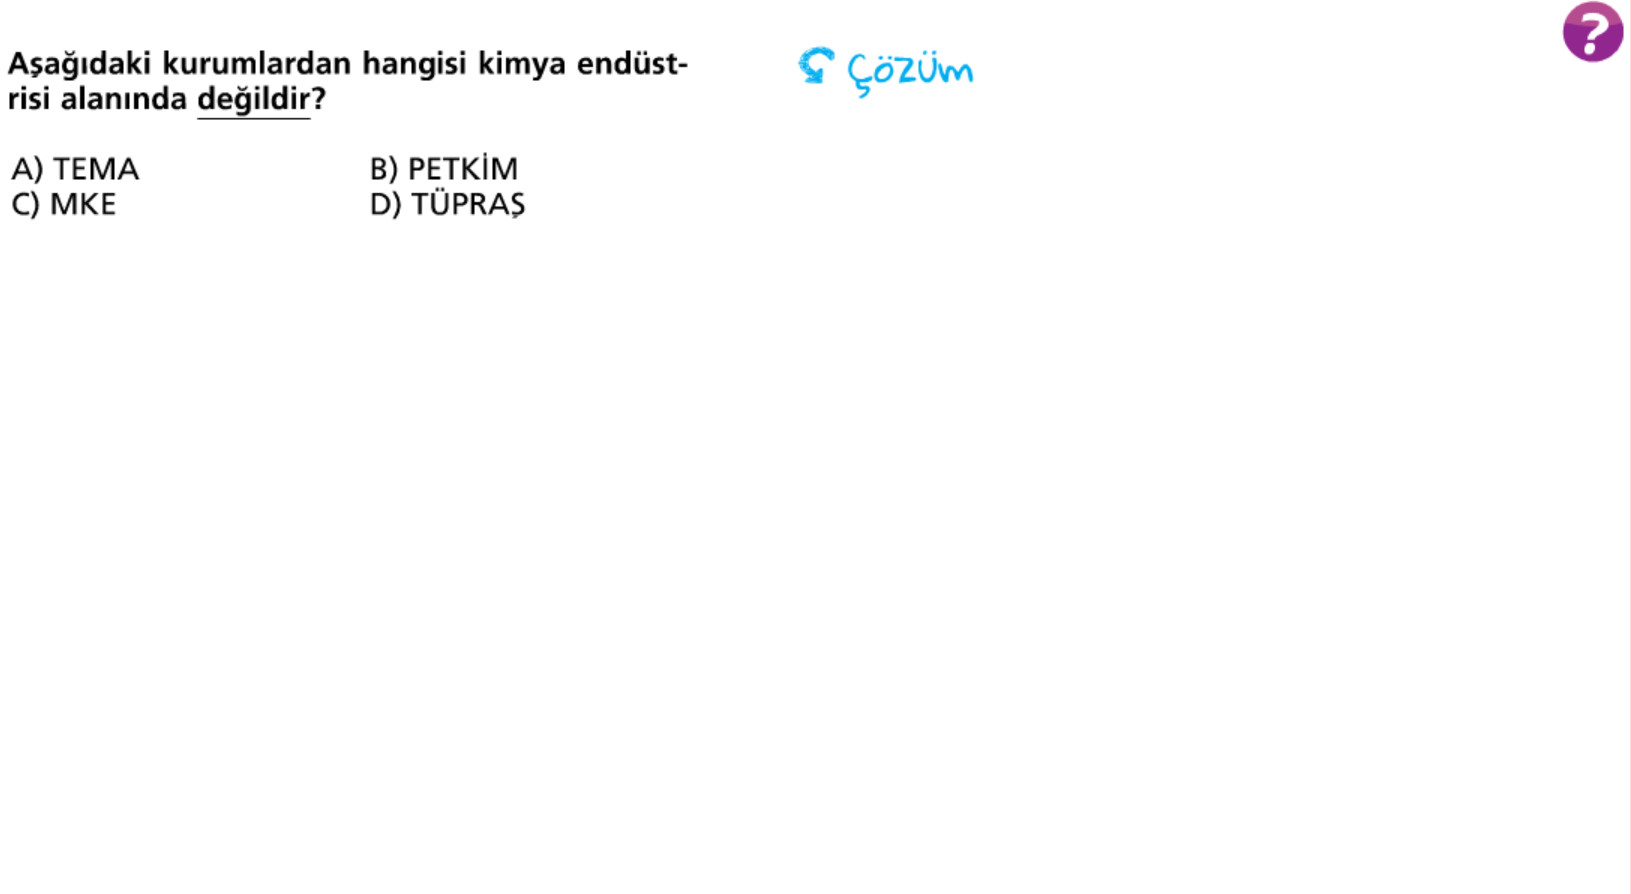 ?
Aşağıdaki kurumlardan hangisi kimya endüst-
risi alanında değildir?
A) TEMA B) PETKİM
C) MKE D) TÜPRAŞ
Çözüm